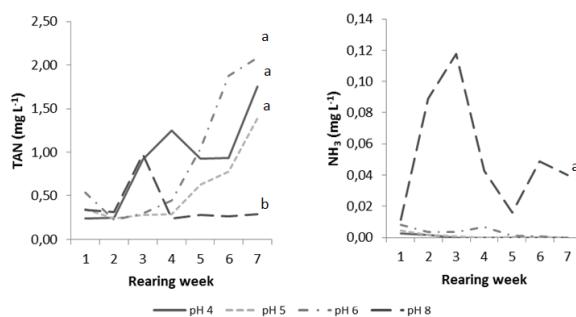 TAN (mg L⁻¹)
2,50
2,00
1,50
1,00
0,50
0,00
a
a
a
b
1 2 3 4 5 6 7
Rearing week
NH₃ (mg L⁻¹)
0,14
0,12
0,10
0,08
0,06
0,04
0,02
0,00
a
1 2 3 4 5 6 7
Rearing week
pH 4 pH 5 pH 6 pH 8